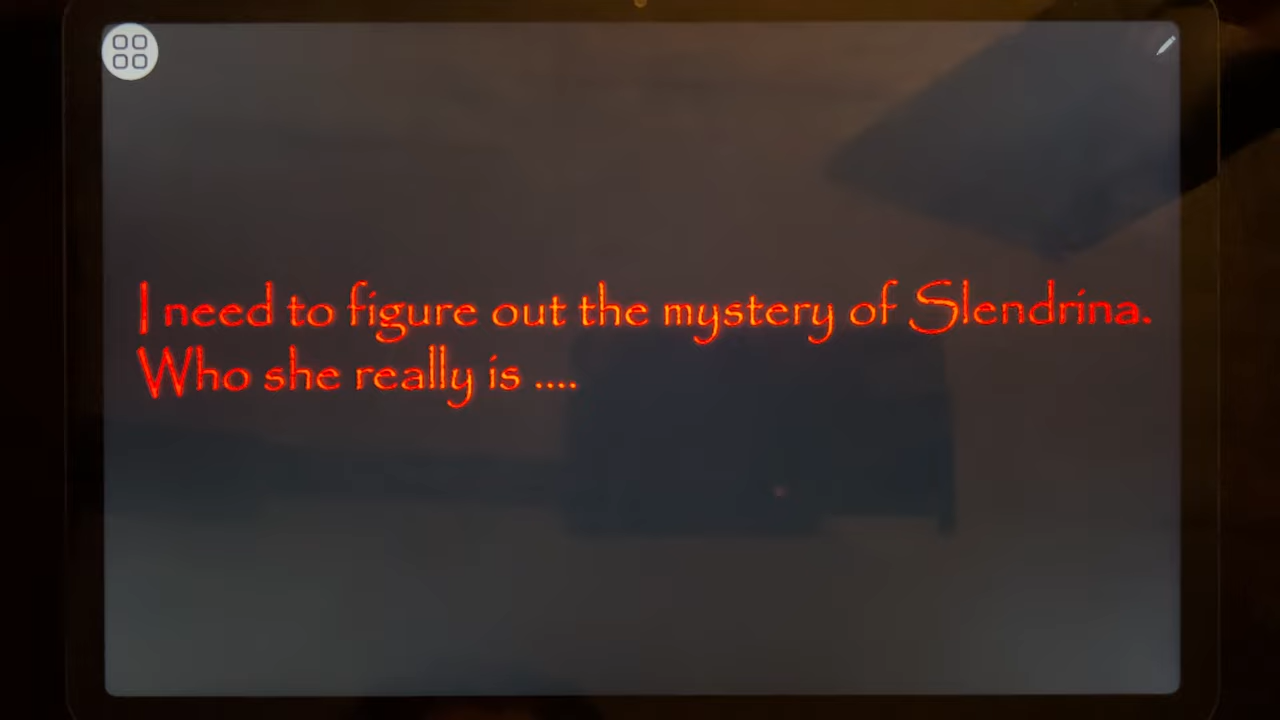 I need to figure out the mystery of Slendrina.
Who she really is ....